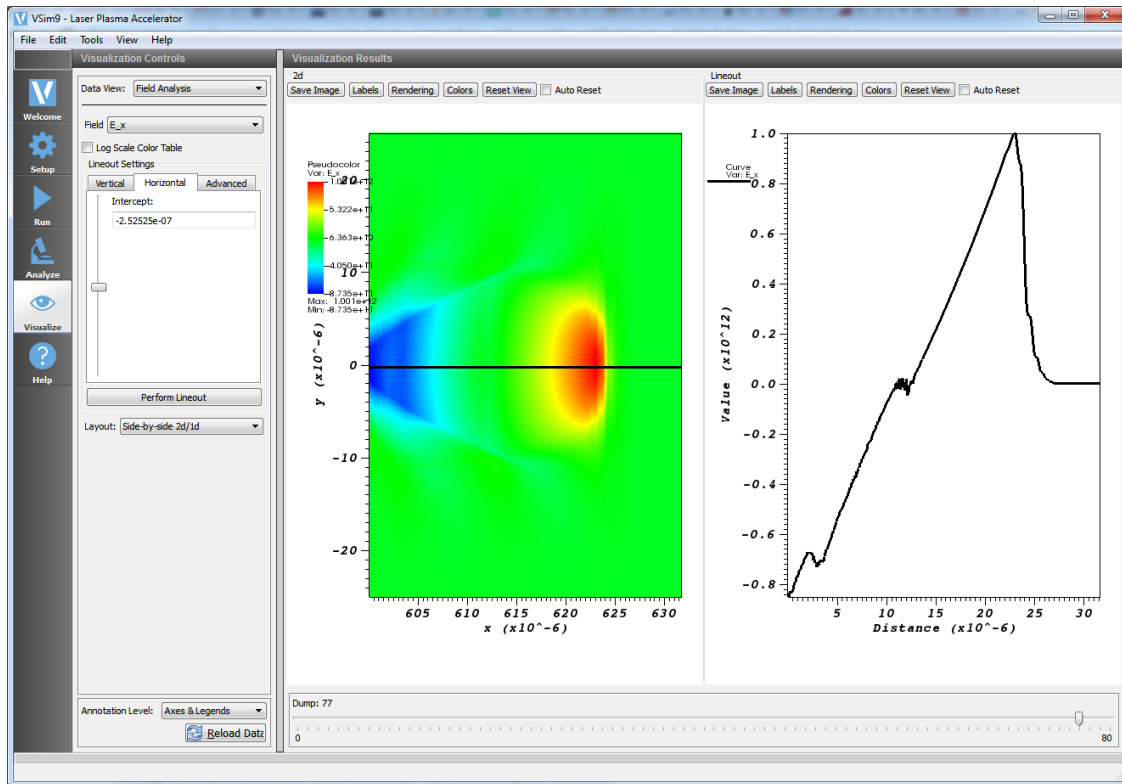 VSim9 - Laser Plasma Accelerator
File Edit Tools View Help
Visualization Controls
Visualization Results
Welcome
Setup
Run
Analyze
Visualize
Help
Data View: Field Analysis
Field E_x
Log Scale Color Table
Lineout Settings
Vertical Horizontal Advanced
Intercept:
-2.52525e-07
Perform Lineout
Layout: Side-by-side 2d/1d
Annotation Level: Axes & Legends
Reload Data
2d
Save Image Labels Rendering Colors Reset View Auto Reset
Pseudocolor
Var: E_x
Max: 1.001e+12
Min: -8.735e+11
20
10
0
-10
-20
y (x10^-6)
605 610 615 620 625 630
x (x10^-6)
Lineout
Save Image Labels Rendering Colors Reset View Auto Reset
Curve
Var: E_x
1.0
0.8
0.6
0.4
0.2
0.0
-0.2
-0.4
-0.6
-0.8
Value (x10^12)
5 10 15 20 25 30
Distance (x10^-6)
Dump: 77
0 80